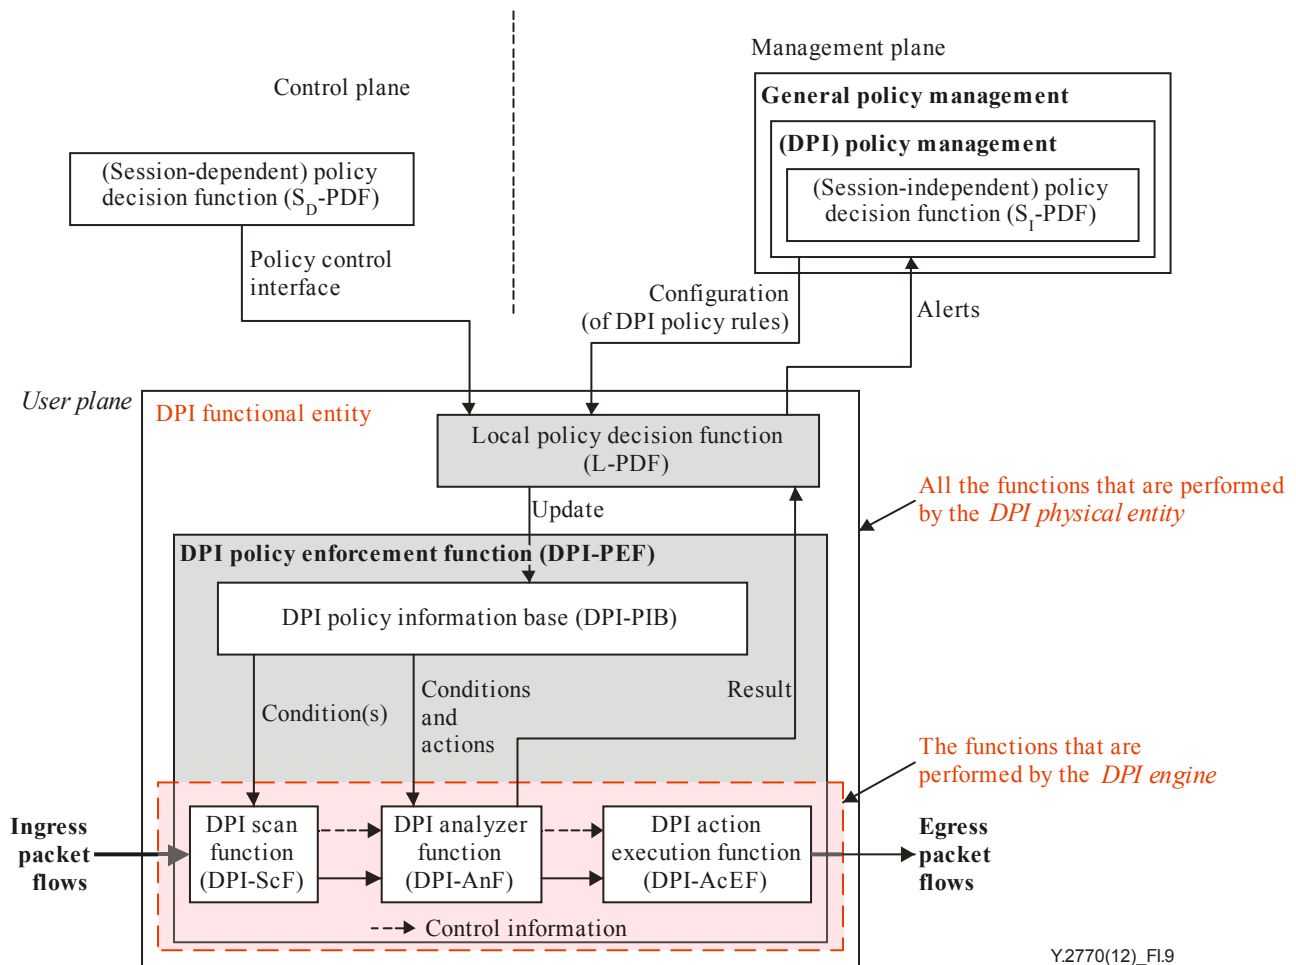 Management plane
Control plane
General policy management
(DPI) policy management
(Session-dependent) policy
decision function (S_D-PDF)
(Session-independent) policy
decision function (S_I-PDF)
Policy control
interface
Configuration
(of DPI policy rules)
Alerts
User plane
DPI functional entity
Local policy decision function
(L-PDF)
All the functions that are performed
by the DPI physical entity
Update
DPI policy enforcement function (DPI-PEF)
DPI policy information base (DPI-PIB)
Condition(s)
Conditions
and
actions
Result
The functions that are
performed by the DPI engine
Ingress
packet
flows
DPI scan
function
(DPI-ScF)
DPI analyzer
function
(DPI-AnF)
DPI action
execution function
(DPI-AcEF)
Egress
packet
flows
Control information
Y.2770(12)_FI.9